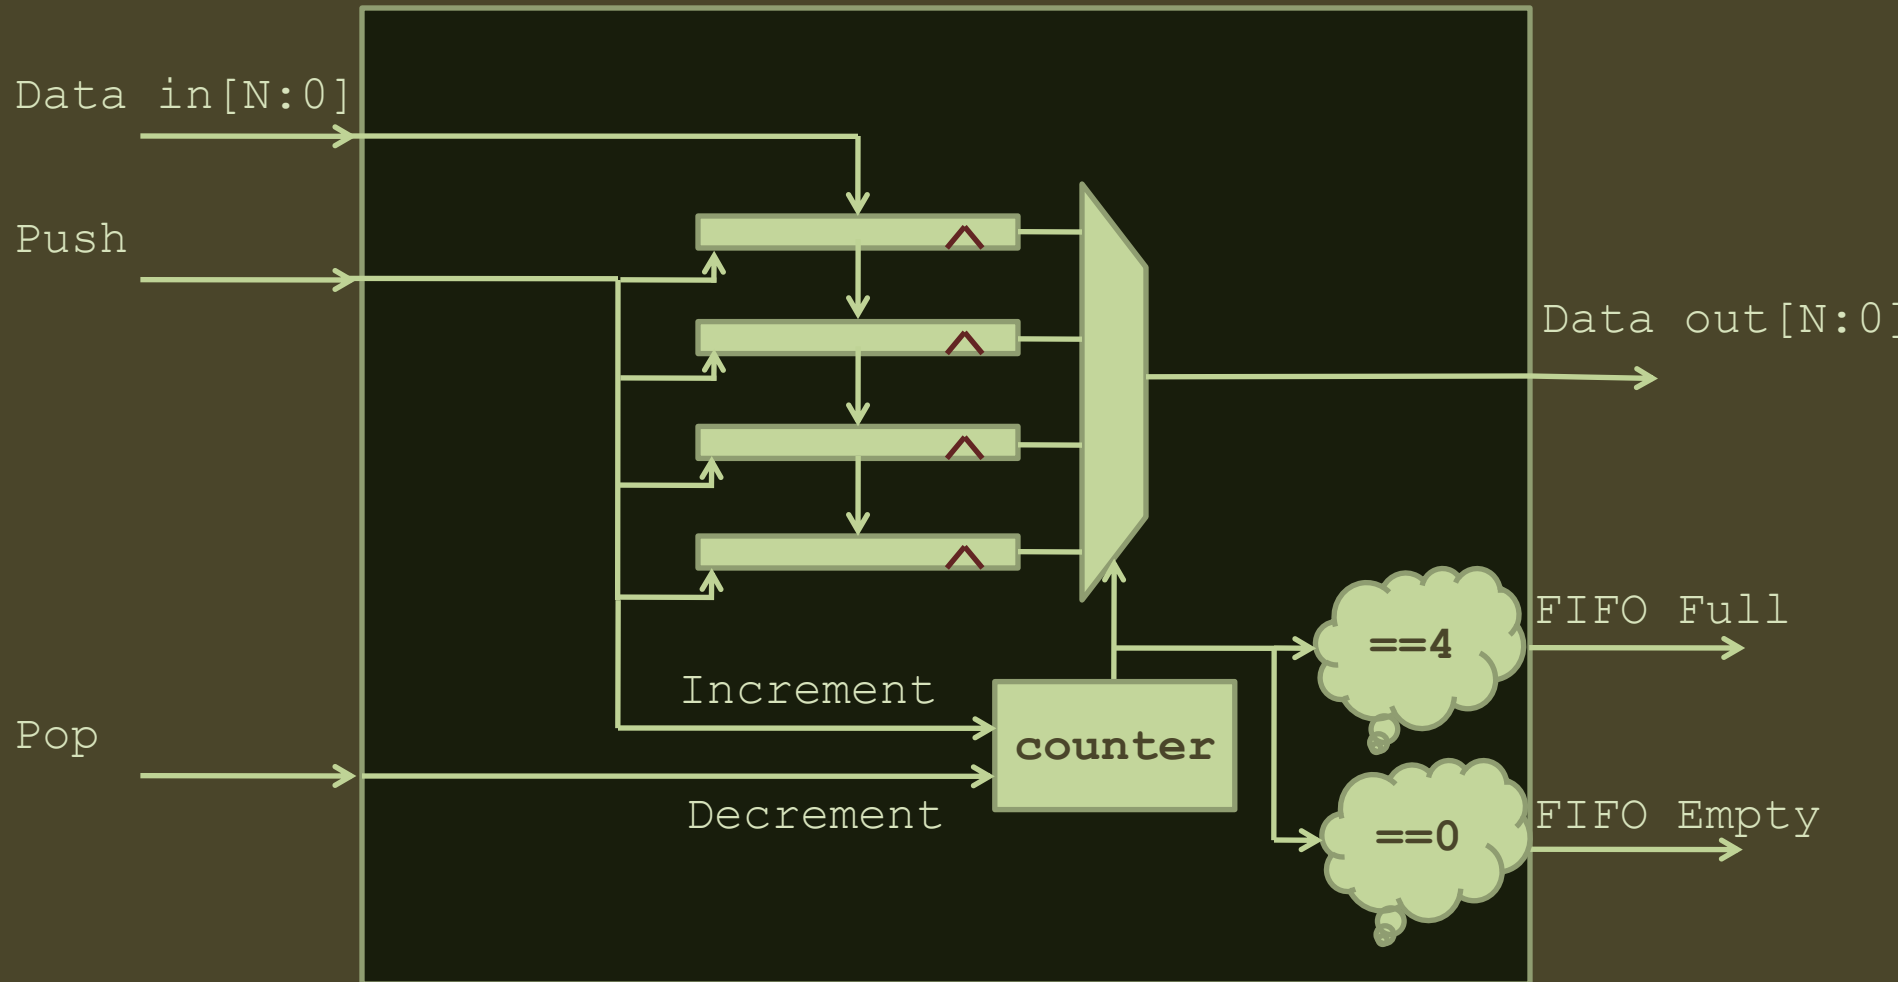 Data in[N:0]
Push
Data out[N:0]
FIFO Full
==4
Increment
counter
Pop
Decrement
FIFO Empty
==0